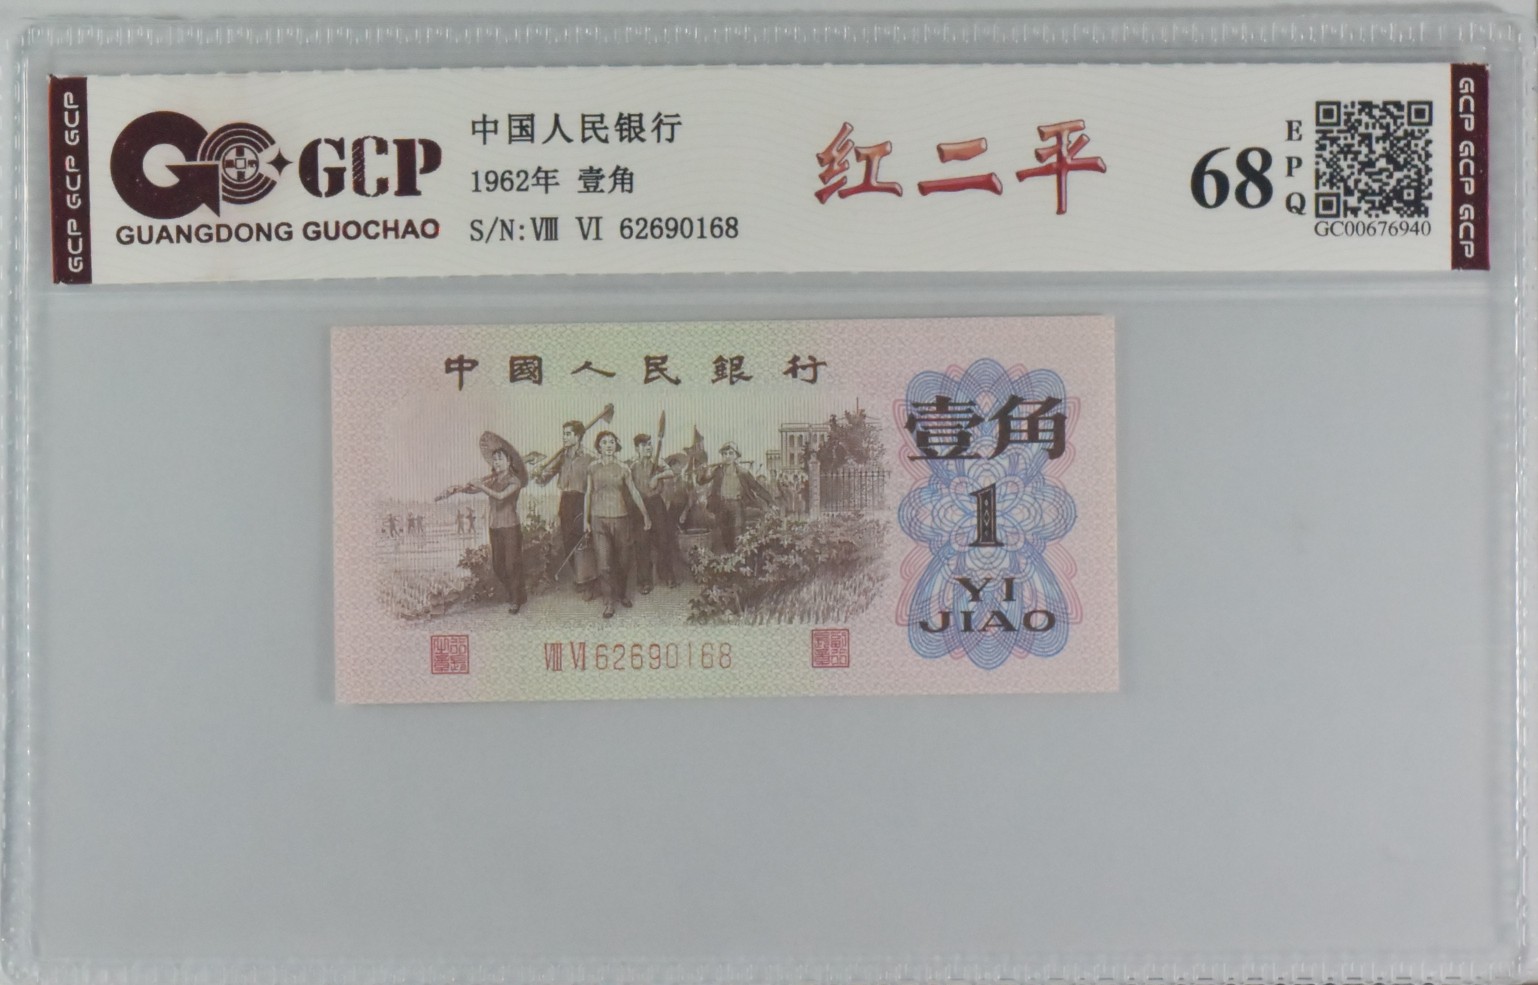 GCP GCP GCP
GCP
GUANGDONG GUOCHAO
中国人民银行
1962年 壹角
S/N:Ⅷ Ⅵ 62690168
红二平
68
EPQ
GC00676940
GCP GCP GCP
中國人民銀行
壹角
1
YI
JIAO
Ⅷ Ⅵ 62690168